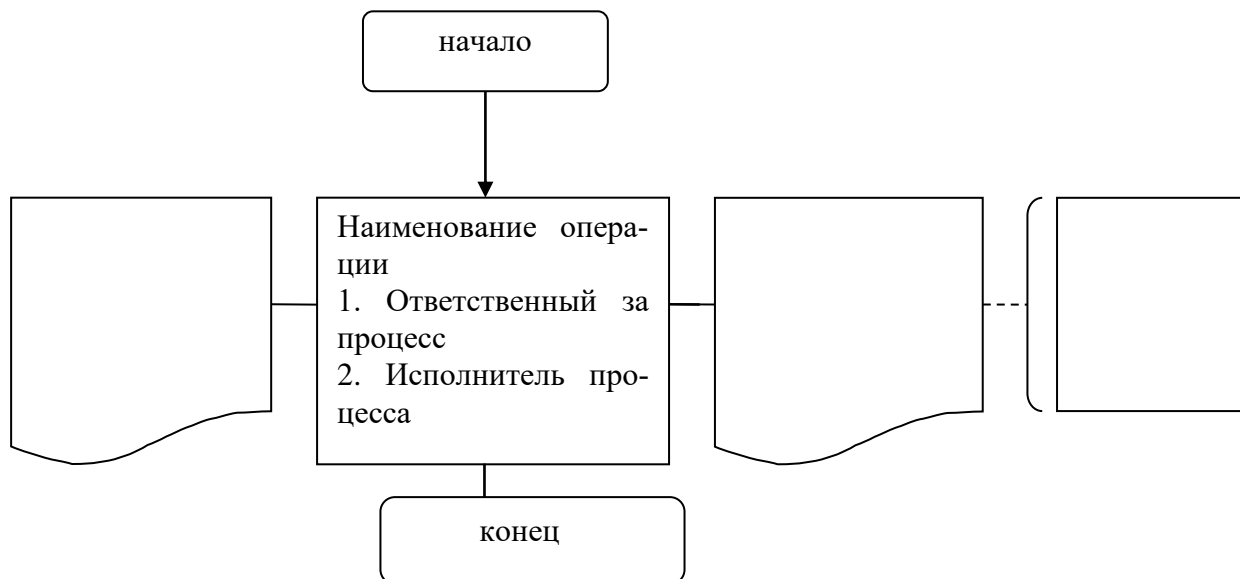 начало
Наименование опера-
ции
1. Ответственный за
процесс
2. Исполнитель про-
цесса
конец